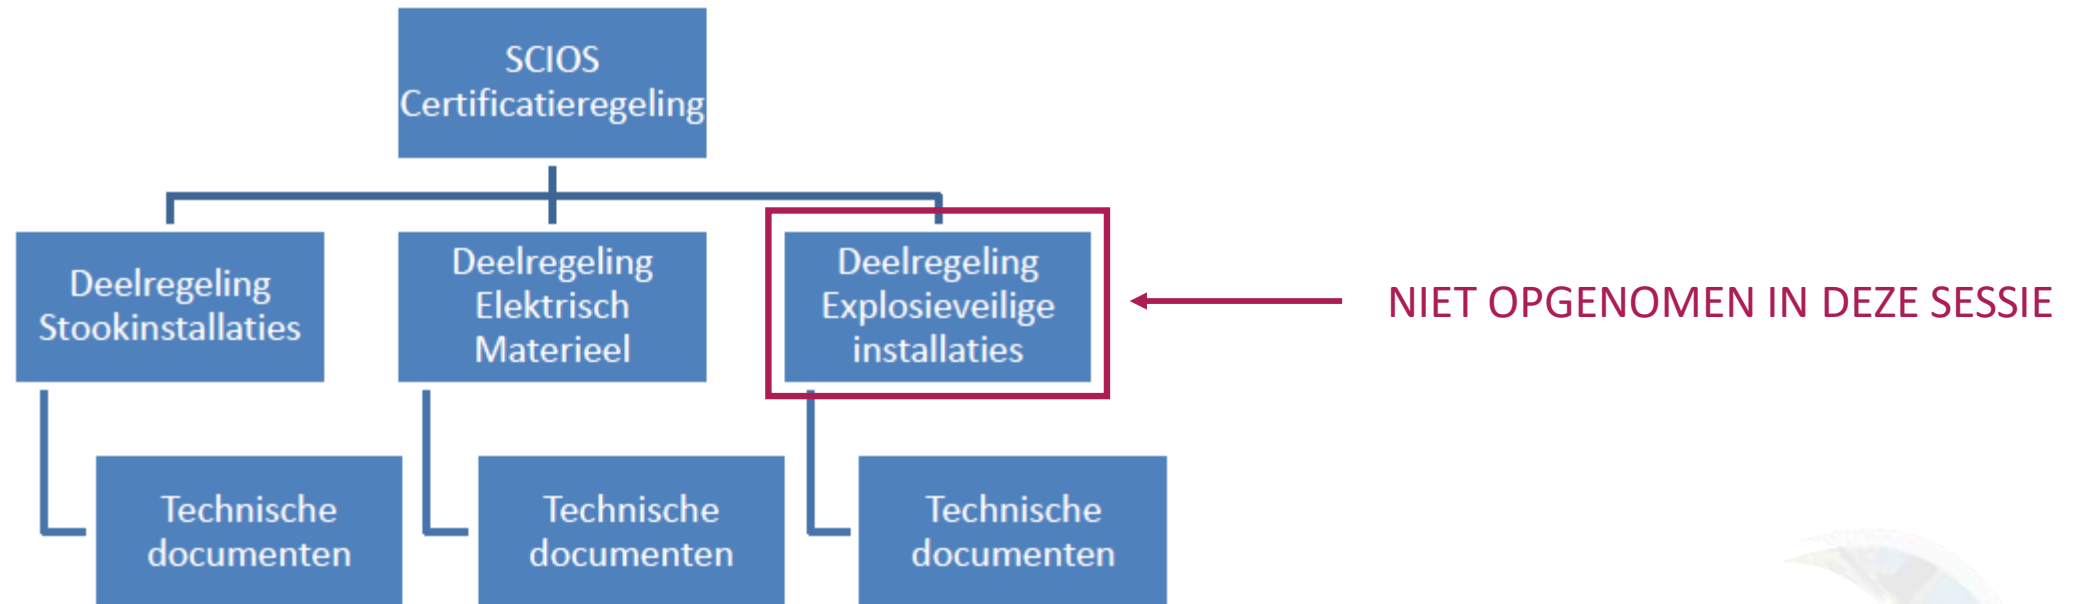 SCIOS
Certificatieregeling
Deelregeling
Stookinstallaties
Deelregeling
Elektrisch
Materieel
Deelregeling
Explosieveilige
installaties
NIET OPGENOMEN IN DEZE SESSIE
Technische
documenten
Technische
documenten
Technische
documenten